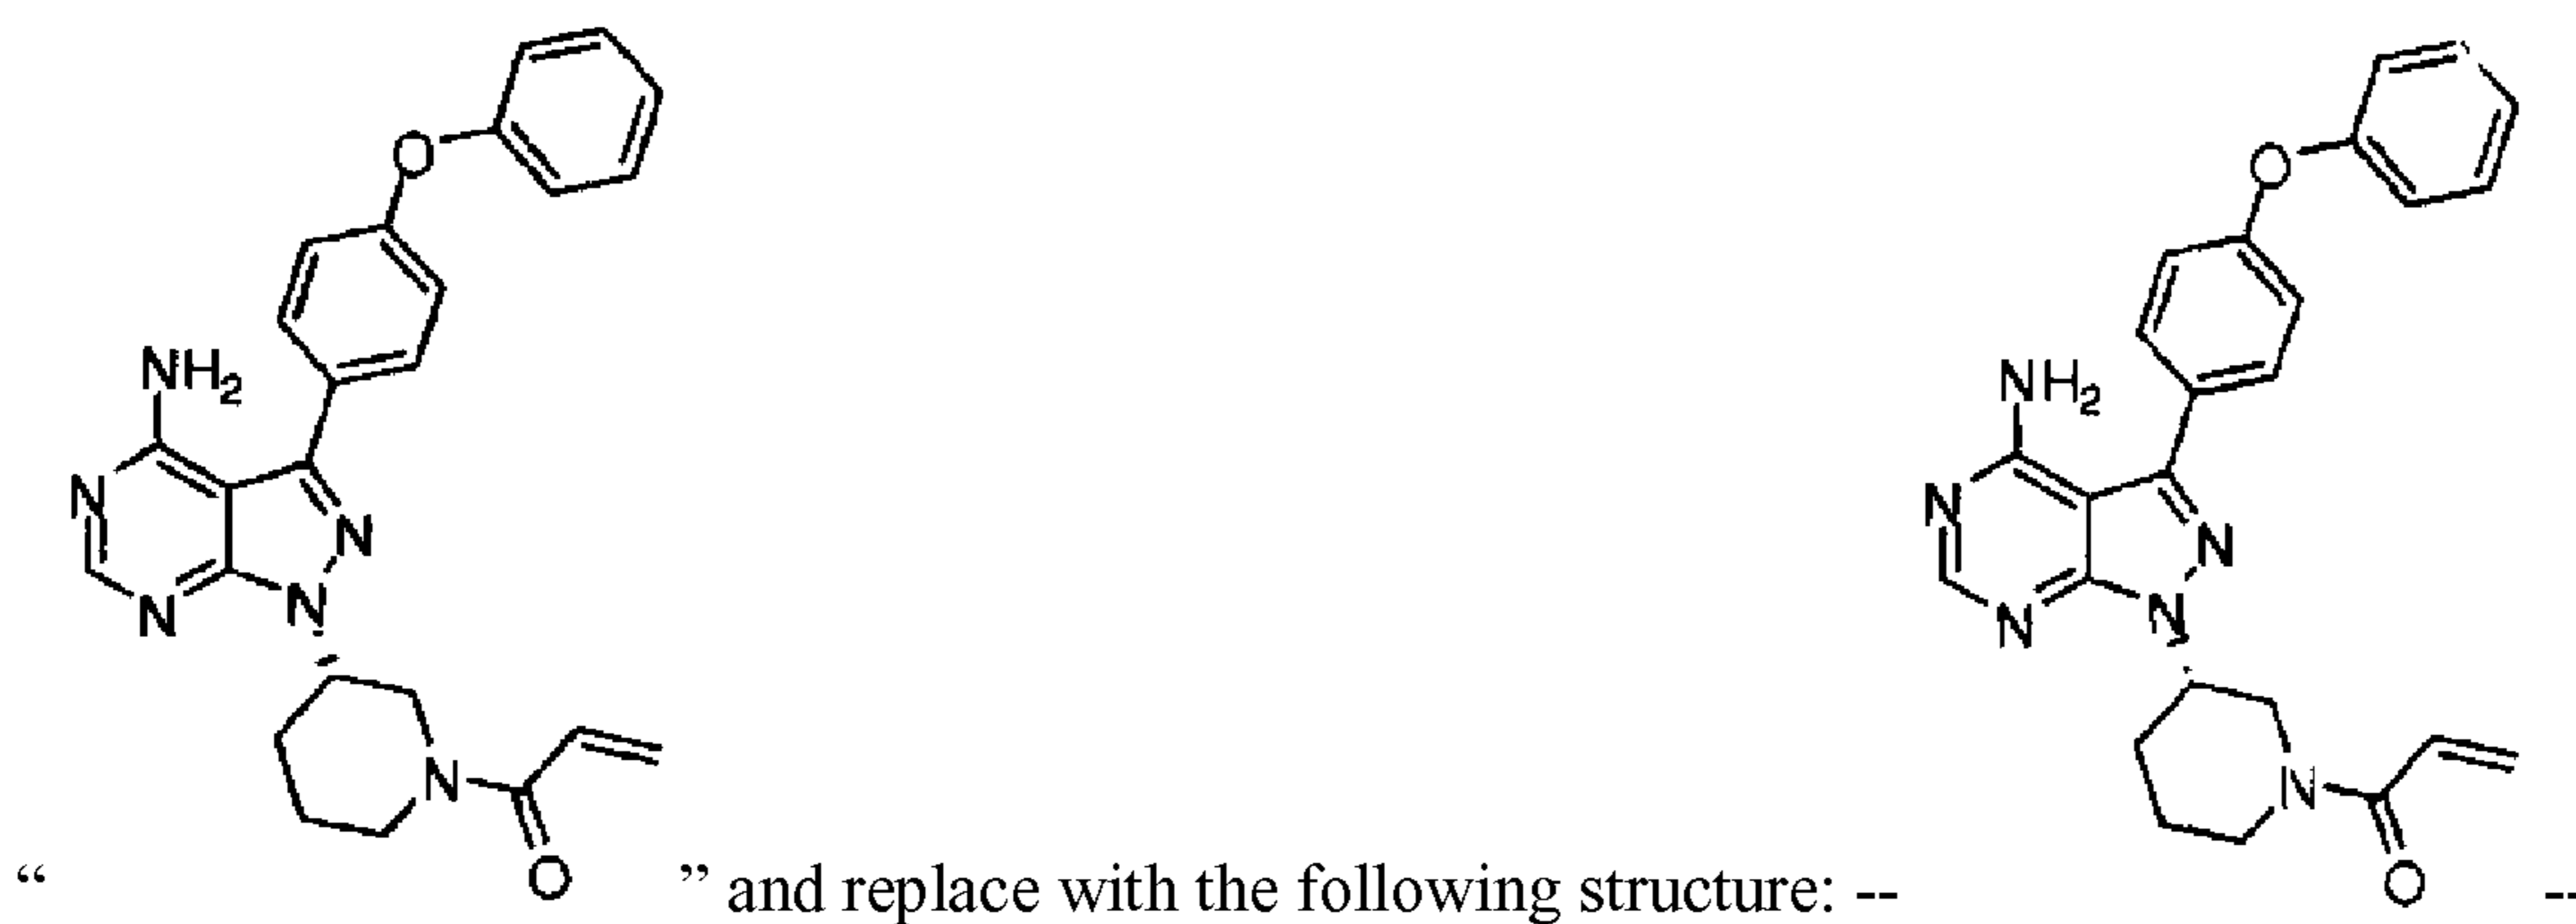 O
O
NH2
NH2
N
N
N
N
N
N
N
N
N
N
“ O ” and replace with the following structure: -- O --